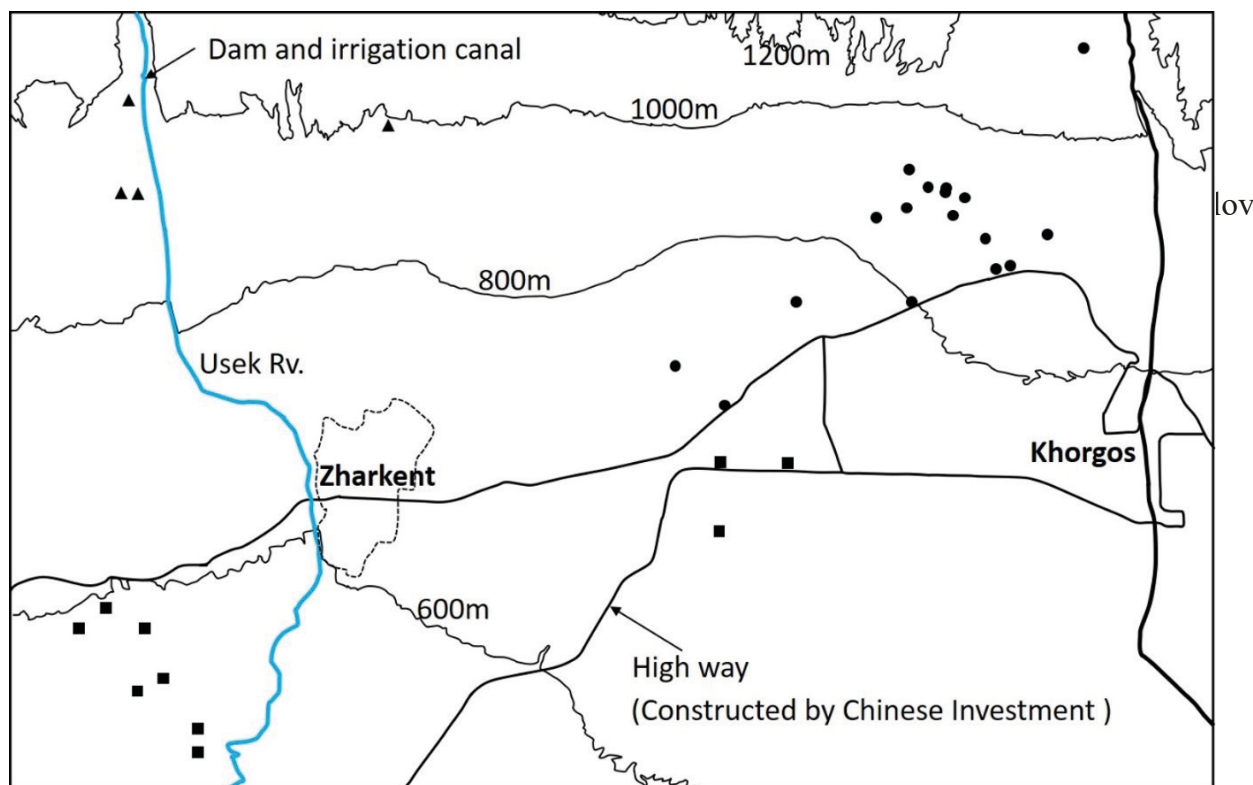 Dam and irrigation canal
1200m
1000m
lov
800m
Usek Rv.
Zharkent
Khorgos
600m
High way
(Constructed by Chinese Investment )